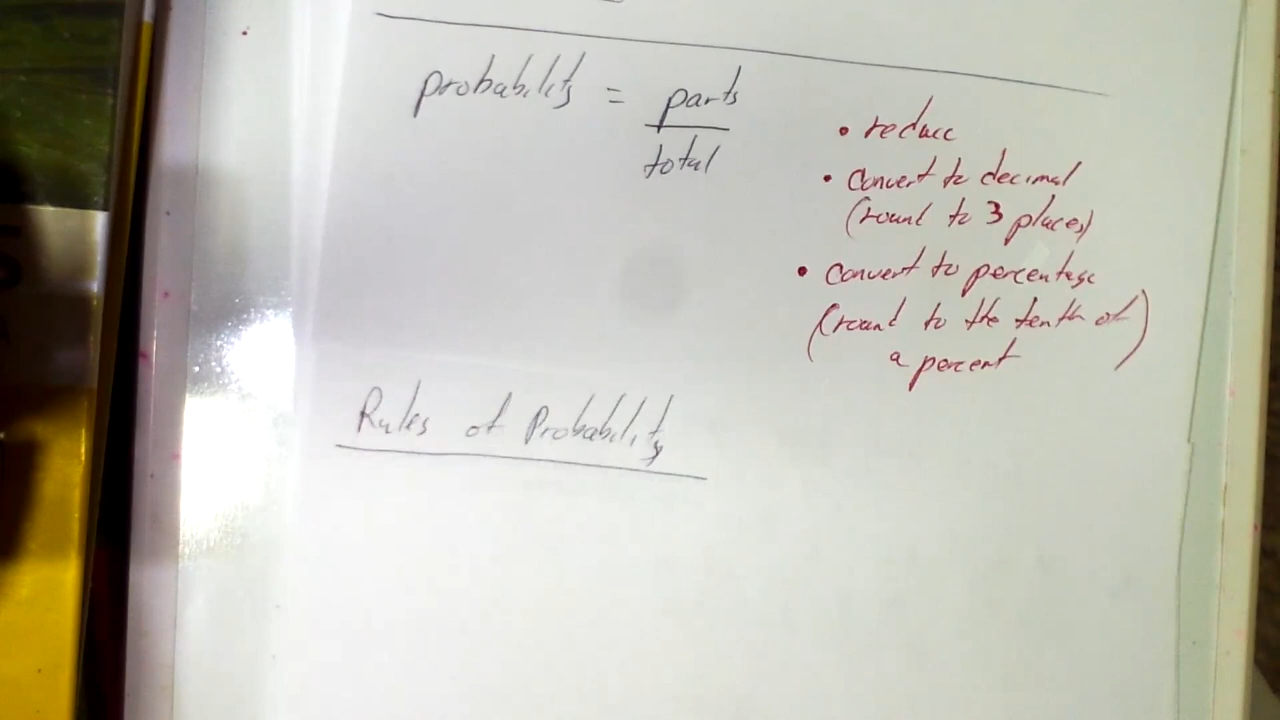 probability = parts
total
• reduce
• convert to decimal
(round to 3 places)
• convert to percentage
(round to the tenth of
a percent)
Rules of Probability